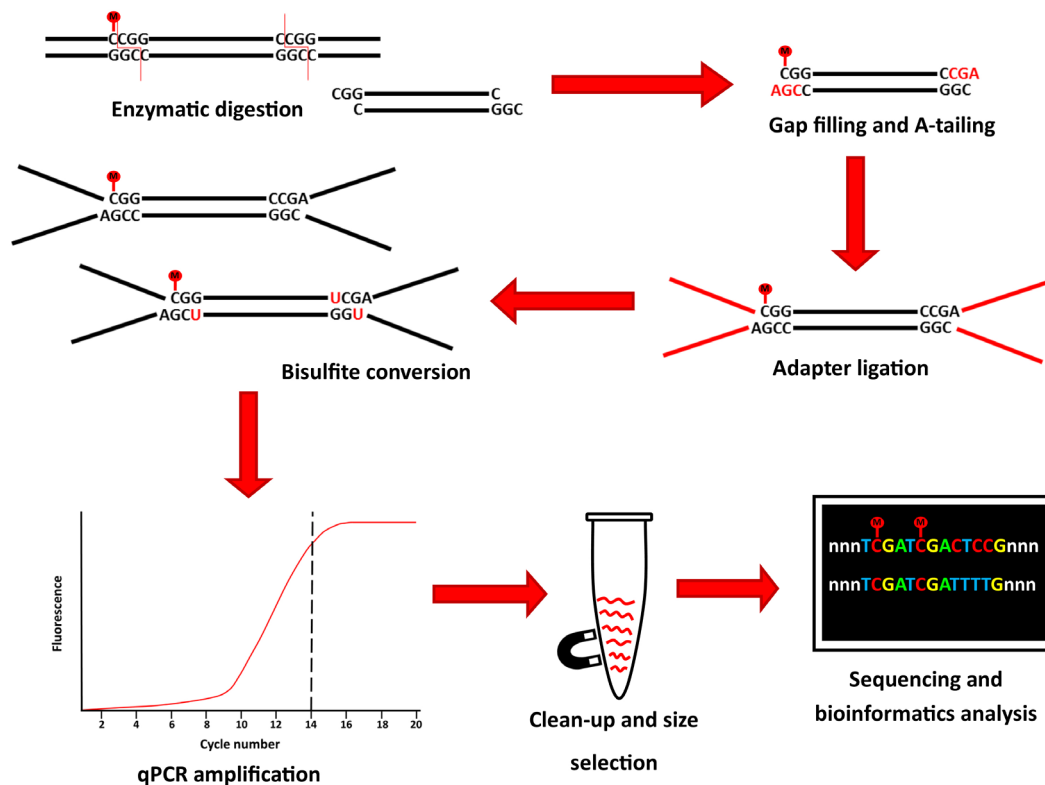 M
CCGG CCGG
GGCC GGCC
Enzymatic digestion
CGG C
C GGC
M
CGG CCGA
AGCC GGC
Gap filling and A-tailing
M
CGG CCGA
AGCC GGC
M
CGG UCGA
AGCU GGU
Bisulfite conversion
M
CGG CCGA
AGCC GGC
Adapter ligation
Fluorescence
2 4 6 8 10 12 14 16 18 20
Cycle number
qPCR amplification
Clean-up and size
selection
M M
nnnTCGATCGACTCCGnnn
nnnTCGATCGATTTTGnnn
Sequencing and
bioinformatics analysis